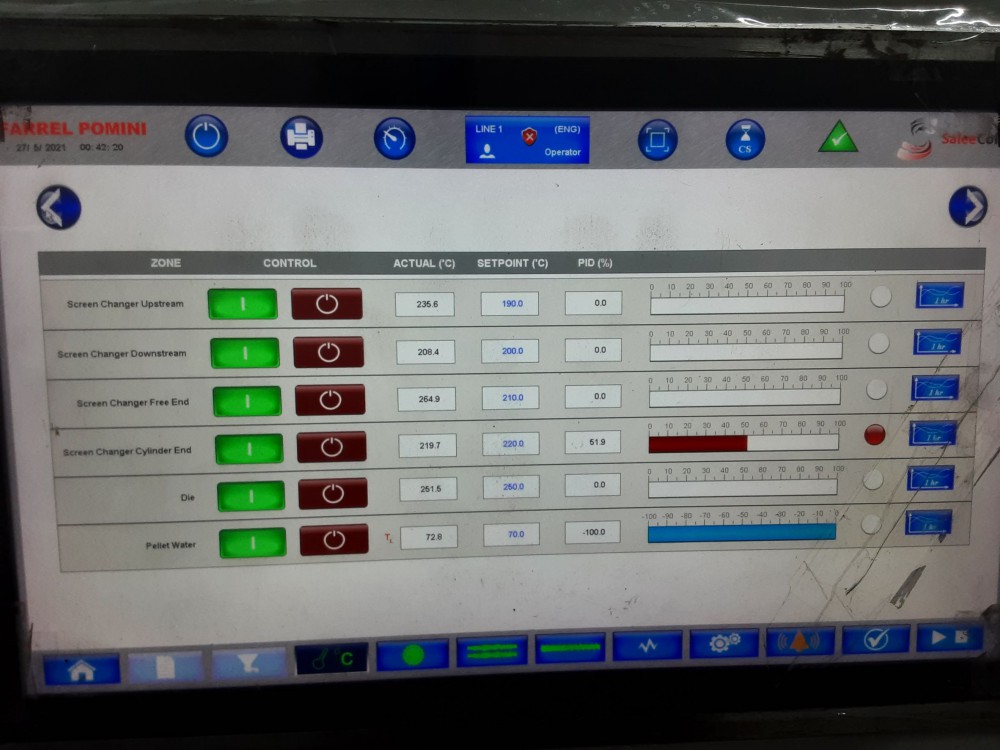 FARREL POMINI
27/ 5/ 2021 00:42:20
LINE 1 (ENG)
Operator
CS
SaleeCol
ZONE CONTROL ACTUAL (°C) SETPOINT (°C) PID (%)
Screen Changer Upstream I 235.6 190.0 0.0 0 10 20 30 40 50 60 70 80 90 100 1 hr
Screen Changer Downstream I 208.4 200.0 0.0 0 10 20 30 40 50 60 70 80 90 100 1 hr
Screen Changer Free End I 264.9 210.0 0.0 0 10 20 30 40 50 60 70 80 90 100 1 hr
Screen Changer Cylinder End I 219.7 220.0 51.9 0 10 20 30 40 50 60 70 80 90 100 1 hr
Die I 251.5 250.0 0.0 0 10 20 30 40 50 60 70 80 90 100 1 hr
Pellet Water I 72.8 70.0 -100.0 -100 -90 -80 -70 -60 -50 -40 -30 -20 -10 0 1 hr
°C